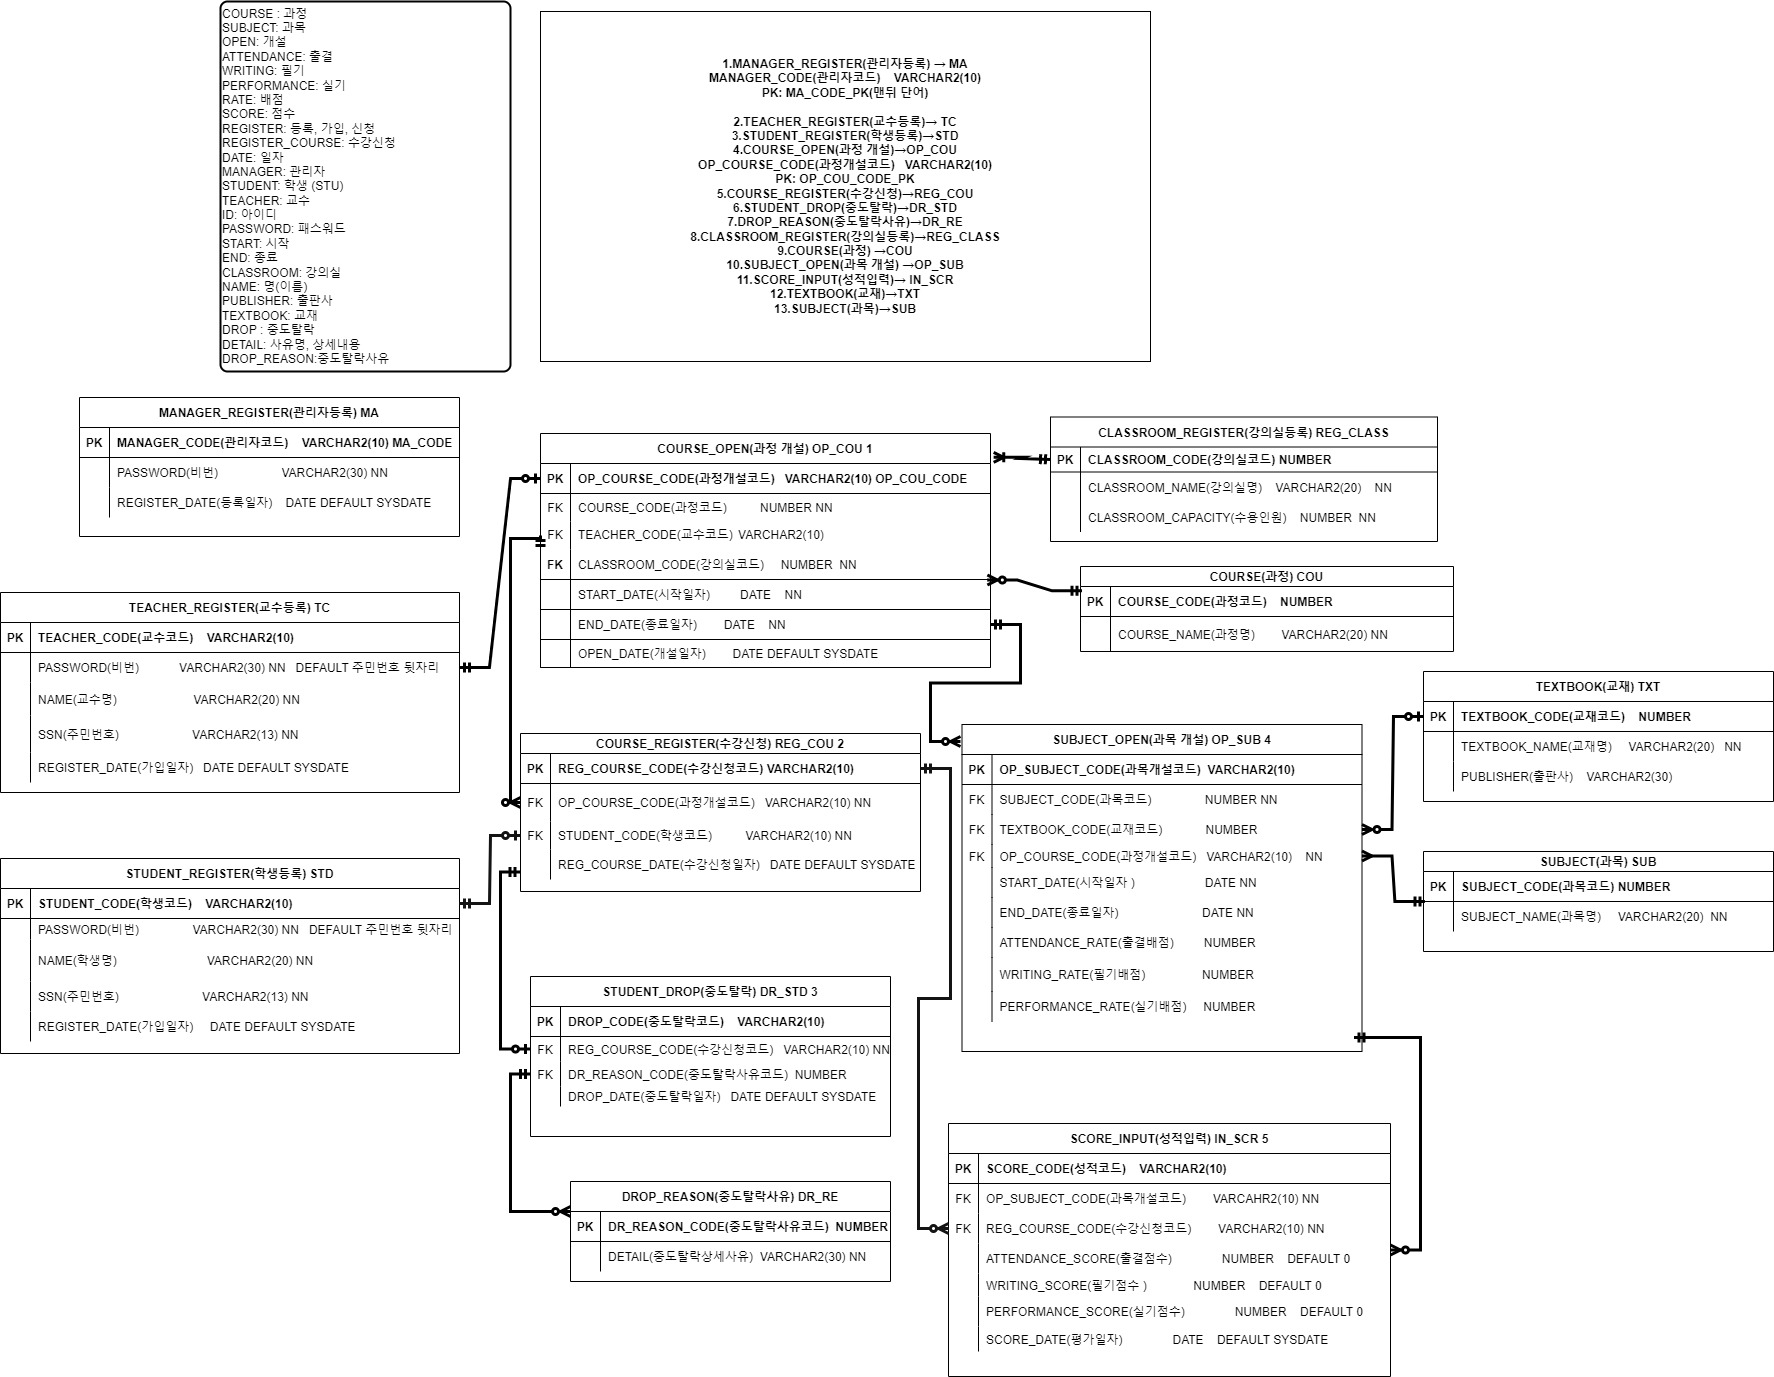 COURSE : 과정
SUBJECT: 과목
OPEN: 개설
ATTENDANCE: 출결
WRITING: 필기
PERFORMANCE: 실기
RATE: 배점
SCORE: 점수
REGISTER: 등록, 가입, 신청
REGISTER_COURSE: 수강신청
DATE: 일자
MANAGER: 관리자
STUDENT: 학생 (STU)
TEACHER: 교수
ID: 아이디
PASSWORD: 패스워드
START: 시작
END: 종료
CLASSROOM: 강의실
NAME: 명(이름)
PUBLISHER: 출판사
TEXTBOOK: 교재
DROP : 중도탈락
DETAIL: 사유명, 상세내용
DROP_REASON:중도탈락사유
1.MANAGER_REGISTER(관리자등록) → MA
MANAGER_CODE(관리자코드) VARCHAR2(10)
PK: MA_CODE_PK(맨뒤 단어)
2.TEACHER_REGISTER(교수등록)→ TC
3.STUDENT_REGISTER(학생등록)→STD
4.COURSE_OPEN(과정 개설)→OP_COU
OP_COURSE_CODE(과정개설코드) VARCHAR2(10)
PK: OP_COU_CODE_PK
5.COURSE_REGISTER(수강신청)→REG_COU
6.STUDENT_DROP(중도탈락)→DR_STD
7.DROP_REASON(중도탈락사유)→DR_RE
8.CLASSROOM_REGISTER(강의실등록)→REG_CLASS
9.COURSE(과정) →COU
10.SUBJECT_OPEN(과목 개설) →OP_SUB
11.SCORE_INPUT(성적입력)→ IN_SCR
12.TEXTBOOK(교재)→TXT
13.SUBJECT(과목)→SUB
MANAGER_REGISTER(관리자등록) MA
PK MANAGER_CODE(관리자코드) VARCHAR2(10) MA_CODE
PASSWORD(비번) VARCHAR2(30) NN
REGISTER_DATE(등록일자) DATE DEFAULT SYSDATE
TEACHER_REGISTER(교수등록) TC
PK TEACHER_CODE(교수코드) VARCHAR2(10)
PASSWORD(비번) VARCHAR2(30) NN DEFAULT 주민번호 뒷자리
NAME(교수명) VARCHAR2(20) NN
SSN(주민번호) VARCHAR2(13) NN
REGISTER_DATE(가입일자) DATE DEFAULT SYSDATE
STUDENT_REGISTER(학생등록) STD
PK STUDENT_CODE(학생코드) VARCHAR2(10)
PASSWORD(비번) VARCHAR2(30) NN DEFAULT 주민번호 뒷자리
NAME(학생명) VARCHAR2(20) NN
SSN(주민번호) VARCHAR2(13) NN
REGISTER_DATE(가입일자) DATE DEFAULT SYSDATE
COURSE_OPEN(과정 개설) OP_COU 1
PK OP_COURSE_CODE(과정개설코드) VARCHAR2(10) OP_COU_CODE
FK COURSE_CODE(과정코드) NUMBER NN
FK TEACHER_CODE(교수코드) VARCHAR2(10)
FK CLASSROOM_CODE(강의실코드) NUMBER NN
START_DATE(시작일자) DATE NN
END_DATE(종료일자) DATE NN
OPEN_DATE(개설일자) DATE DEFAULT SYSDATE
COURSE_REGISTER(수강신청) REG_COU 2
PK REG_COURSE_CODE(수강신청코드) VARCHAR2(10)
FK OP_COURSE_CODE(과정개설코드) VARCHAR2(10) NN
FK STUDENT_CODE(학생코드) VARCHAR2(10) NN
REG_COURSE_DATE(수강신청일자) DATE DEFAULT SYSDATE
STUDENT_DROP(중도탈락) DR_STD 3
PK DROP_CODE(중도탈락코드) VARCHAR2(10)
FK REG_COURSE_CODE(수강신청코드) VARCHAR2(10) NN
FK DR_REASON_CODE(중도탈락사유코드) NUMBER
DROP_DATE(중도탈락일자) DATE DEFAULT SYSDATE
DROP_REASON(중도탈락사유) DR_RE
PK DR_REASON_CODE(중도탈락사유코드) NUMBER
DETAIL(중도탈락상세사유) VARCHAR2(30) NN
CLASSROOM_REGISTER(강의실등록) REG_CLASS
PK CLASSROOM_CODE(강의실코드) NUMBER
CLASSROOM_NAME(강의실명) VARCHAR2(20) NN
CLASSROOM_CAPACITY(수용인원) NUMBER NN
COURSE(과정) COU
PK COURSE_CODE(과정코드) NUMBER
COURSE_NAME(과정명) VARCHAR2(20) NN
SUBJECT_OPEN(과목 개설) OP_SUB 4
PK OP_SUBJECT_CODE(과목개설코드) VARCHAR2(10)
FK SUBJECT_CODE(과목코드) NUMBER NN
FK TEXTBOOK_CODE(교재코드) NUMBER
FK OP_COURSE_CODE(과정개설코드) VARCHAR2(10) NN
START_DATE(시작일자 ) DATE NN
END_DATE(종료일자) DATE NN
ATTENDANCE_RATE(출결배점) NUMBER
WRITING_RATE(필기배점) NUMBER
PERFORMANCE_RATE(실기배점) NUMBER
TEXTBOOK(교재) TXT
PK TEXTBOOK_CODE(교재코드) NUMBER
TEXTBOOK_NAME(교재명) VARCHAR2(20) NN
PUBLISHER(출판사) VARCHAR2(30)
SUBJECT(과목) SUB
PK SUBJECT_CODE(과목코드) NUMBER
SUBJECT_NAME(과목명) VARCHAR2(20) NN
SCORE_INPUT(성적입력) IN_SCR 5
PK SCORE_CODE(성적코드) VARCHAR2(10)
FK OP_SUBJECT_CODE(과목개설코드) VARCAHR2(10) NN
FK REG_COURSE_CODE(수강신청코드) VARCHAR2(10) NN
ATTENDANCE_SCORE(출결점수) NUMBER DEFAULT 0
WRITING_SCORE(필기점수 ) NUMBER DEFAULT 0
PERFORMANCE_SCORE(실기점수) NUMBER DEFAULT 0
SCORE_DATE(평가일자) DATE DEFAULT SYSDATE